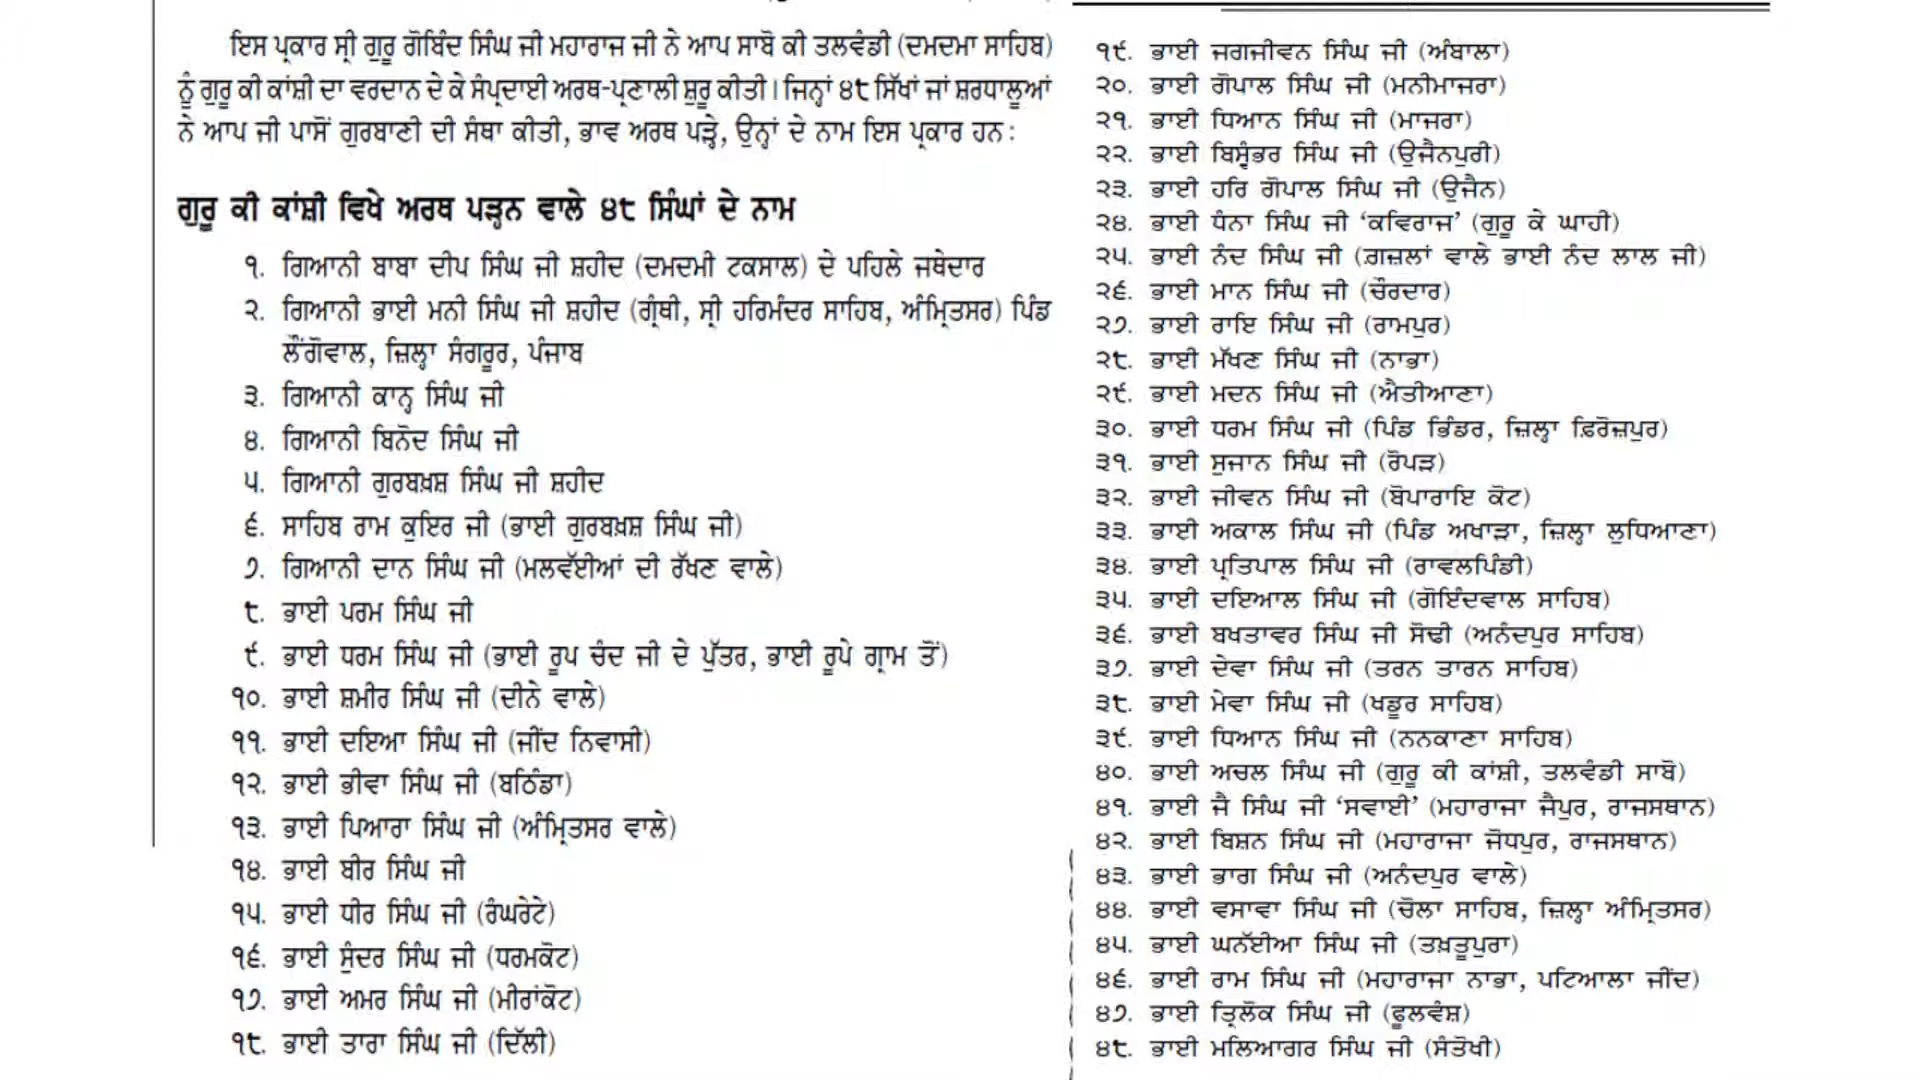 ਇਸ ਪ੍ਰਕਾਰ ਸ੍ਰੀ ਗੁਰੂ ਗੋਬਿੰਦ ਸਿੰਘ ਜੀ ਮਹਾਰਾਜ ਜੀ ਨੇ ਆਪ ਸਾਬੋ ਕੀ ਤਲਵੰਡੀ (ਦਮਦਮਾ ਸਾਹਿਬ)
ਨੂੰ ਗੁਰੂ ਕੀ ਕਾਂਸ਼ੀ ਦਾ ਵਰਦਾਨ ਦੇ ਕੇ ਸੰਪ੍ਰਦਾਈ ਅਰਥ-ਪ੍ਰਣਾਲੀ ਸ਼ੁਰੂ ਕੀਤੀ। ਜਿਨ੍ਹਾਂ ੪੮ ਸਿੱਖਾਂ ਜਾਂ ਸ਼ਰਧਾਲੂਆਂ
ਨੇ ਆਪ ਜੀ ਪਾਸੋਂ ਗੁਰਬਾਣੀ ਦੀ ਸੰਥਾ ਕੀਤੀ, ਭਾਵ ਅਰਥ ਪੜ੍ਹੇ, ਉਨ੍ਹਾਂ ਦੇ ਨਾਮ ਇਸ ਪ੍ਰਕਾਰ ਹਨ :
ਗੁਰੂ ਕੀ ਕਾਂਸ਼ੀ ਵਿਖੇ ਅਰਥ ਪੜ੍ਹਨ ਵਾਲੇ ੪੮ ਸਿੰਘਾਂ ਦੇ ਨਾਮ
੧. ਗਿਆਨੀ ਬਾਬਾ ਦੀਪ ਸਿੰਘ ਜੀ ਸ਼ਹੀਦ (ਦਮਦਮੀ ਟਕਸਾਲ) ਦੇ ਪਹਿਲੇ ਜਥੇਦਾਰ
੨. ਗਿਆਨੀ ਭਾਈ ਮਨੀ ਸਿੰਘ ਜੀ ਸ਼ਹੀਦ (ਗ੍ਰੰਥੀ, ਸ੍ਰੀ ਹਰਿਮੰਦਰ ਸਾਹਿਬ, ਅੰਮ੍ਰਿਤਸਰ) ਪਿੰਡ
ਲੌਂਗੋਵਾਲ, ਜ਼ਿਲ੍ਹਾ ਸੰਗਰੂਰ, ਪੰਜਾਬ
੩. ਗਿਆਨੀ ਕਾਨ੍ਹ ਸਿੰਘ ਜੀ
੪. ਗਿਆਨੀ ਬਿਨੋਦ ਸਿੰਘ ਜੀ
੫. ਗਿਆਨੀ ਗੁਰਬਖ਼ਸ਼ ਸਿੰਘ ਜੀ ਸ਼ਹੀਦ
੬. ਸਾਹਿਬ ਰਾਮ ਕੁਇਰ ਜੀ (ਭਾਈ ਗੁਰਬਖ਼ਸ਼ ਸਿੰਘ ਜੀ)
੭. ਗਿਆਨੀ ਦਾਨ ਸਿੰਘ ਜੀ (ਮਲਵੱਈਆਂ ਦੀ ਰੱਖਣ ਵਾਲੇ)
੮. ਭਾਈ ਪਰਮ ਸਿੰਘ ਜੀ
੯. ਭਾਈ ਧਰਮ ਸਿੰਘ ਜੀ (ਭਾਈ ਰੂਪ ਚੰਦ ਜੀ ਦੇ ਪੁੱਤਰ, ਭਾਈ ਰੂਪੇ ਗ੍ਰਾਮ ਤੋਂ)
੧੦. ਭਾਈ ਸ਼ਮੀਰ ਸਿੰਘ ਜੀ (ਦੀਨੇ ਵਾਲੇ)
੧੧. ਭਾਈ ਦਇਆ ਸਿੰਘ ਜੀ (ਜੀਂਦ ਨਿਵਾਸੀ)
੧੨. ਭਾਈ ਭੀਵਾ ਸਿੰਘ ਜੀ (ਬਠਿੰਡਾ)
੧੩. ਭਾਈ ਪਿਆਰਾ ਸਿੰਘ ਜੀ (ਅੰਮ੍ਰਿਤਸਰ ਵਾਲੇ)
੧੪. ਭਾਈ ਬੀਰ ਸਿੰਘ ਜੀ
੧੫. ਭਾਈ ਧੀਰ ਸਿੰਘ ਜੀ (ਰੰਘਰੇਟੇ)
੧੬. ਭਾਈ ਸੁੰਦਰ ਸਿੰਘ ਜੀ (ਧਰਮਕੋਟ)
੧੭. ਭਾਈ ਅਮਰ ਸਿੰਘ ਜੀ (ਮੀਰਾਂਕੋਟ)
੧੮. ਭਾਈ ਤਾਰਾ ਸਿੰਘ ਜੀ (ਦਿੱਲੀ)
੧੯. ਭਾਈ ਜਗਜੀਵਨ ਸਿੰਘ ਜੀ (ਅੰਬਾਲਾ)
੨੦. ਭਾਈ ਗੋਪਾਲ ਸਿੰਘ ਜੀ (ਮਨੀਮਾਜਰਾ)
੨੧. ਭਾਈ ਧਿਆਨ ਸਿੰਘ ਜੀ (ਮਾਜਰਾ)
੨੨. ਭਾਈ ਬਿਸ੍ਵੰਭਰ ਸਿੰਘ ਜੀ (ਉਜੈਨਪੁਰੀ)
੨੩. ਭਾਈ ਹਰਿ ਗੋਪਾਲ ਸਿੰਘ ਜੀ (ਉਜੈਨ)
੨੪. ਭਾਈ ਧੰਨਾ ਸਿੰਘ ਜੀ ‘ਕਵਿਰਾਜ’ (ਗੁਰੂ ਕੇ ਘਾਹੀ)
੨੫. ਭਾਈ ਨੰਦ ਸਿੰਘ ਜੀ (ਗ਼ਜ਼ਲਾਂ ਵਾਲੇ ਭਾਈ ਨੰਦ ਲਾਲ ਜੀ)
੨੬. ਭਾਈ ਮਾਨ ਸਿੰਘ ਜੀ (ਚੌਰਦਾਰ)
੨੭. ਭਾਈ ਰਾਇ ਸਿੰਘ ਜੀ (ਰਾਮਪੁਰ)
੨੮. ਭਾਈ ਮੱਖਣ ਸਿੰਘ ਜੀ (ਨਾਭਾ)
੨੯. ਭਾਈ ਮਦਨ ਸਿੰਘ ਜੀ (ਐਤੀਆਣਾ)
੩੦. ਭਾਈ ਧਰਮ ਸਿੰਘ ਜੀ (ਪਿੰਡ ਭਿੰਡਰ, ਜ਼ਿਲ੍ਹਾ ਫ਼ਿਰੋਜ਼ਪੁਰ)
੩੧. ਭਾਈ ਸੁਜਾਨ ਸਿੰਘ ਜੀ (ਰੋਪੜ)
੩੨. ਭਾਈ ਜੀਵਨ ਸਿੰਘ ਜੀ (ਬੋਪਾਰਾਇ ਕੋਟ)
੩੩. ਭਾਈ ਅਕਾਲ ਸਿੰਘ ਜੀ (ਪਿੰਡ ਅਖਾੜਾ, ਜ਼ਿਲ੍ਹਾ ਲੁਧਿਆਣਾ)
੩੪. ਭਾਈ ਪ੍ਰਤਿਪਾਲ ਸਿੰਘ ਜੀ (ਰਾਵਲਪਿੰਡੀ)
੩੫. ਭਾਈ ਦਇਆਲ ਸਿੰਘ ਜੀ (ਗੋਇੰਦਵਾਲ ਸਾਹਿਬ)
੩੬. ਭਾਈ ਬਖਤਾਵਰ ਸਿੰਘ ਜੀ ਸੋਢੀ (ਅਨੰਦਪੁਰ ਸਾਹਿਬ)
੩੭. ਭਾਈ ਦੇਵਾ ਸਿੰਘ ਜੀ (ਤਰਨ ਤਾਰਨ ਸਾਹਿਬ)
੩੮. ਭਾਈ ਮੇਵਾ ਸਿੰਘ ਜੀ (ਖਡੂਰ ਸਾਹਿਬ)
੩੯. ਭਾਈ ਧਿਆਨ ਸਿੰਘ ਜੀ (ਨਨਕਾਣਾ ਸਾਹਿਬ)
੪੦. ਭਾਈ ਅਚਲ ਸਿੰਘ ਜੀ (ਗੁਰੂ ਕੀ ਕਾਂਸ਼ੀ, ਤਲਵੰਡੀ ਸਾਬੋ)
੪੧. ਭਾਈ ਜੈ ਸਿੰਘ ਜੀ ‘ਸਵਾਈ’ (ਮਹਾਰਾਜਾ ਜੈਪੁਰ, ਰਾਜਸਥਾਨ)
੪੨. ਭਾਈ ਬਿਸ਼ਨ ਸਿੰਘ ਜੀ (ਮਹਾਰਾਜਾ ਜੋਧਪੁਰ, ਰਾਜਸਥਾਨ)
੪੩. ਭਾਈ ਭਾਗ ਸਿੰਘ ਜੀ (ਅਨੰਦਪੁਰ ਵਾਲੇ)
੪੪. ਭਾਈ ਵਸਾਵਾ ਸਿੰਘ ਜੀ (ਚੋਲਾ ਸਾਹਿਬ, ਜ਼ਿਲ੍ਹਾ ਅੰਮ੍ਰਿਤਸਰ)
੪੫. ਭਾਈ ਘਨੱਈਆ ਸਿੰਘ ਜੀ (ਤਖ਼ਤੂਪੁਰਾ)
੪੬. ਭਾਈ ਰਾਮ ਸਿੰਘ ਜੀ (ਮਹਾਰਾਜਾ ਨਾਭਾ, ਪਟਿਆਲਾ ਜੀਂਦ)
੪੭. ਭਾਈ ਤ੍ਰਿਲੋਕ ਸਿੰਘ ਜੀ (ਫੂਲਵੰਸ਼)
੪੮. ਭਾਈ ਮਲਿਆਗਰ ਸਿੰਘ ਜੀ (ਸੰਤੋਖੀ)